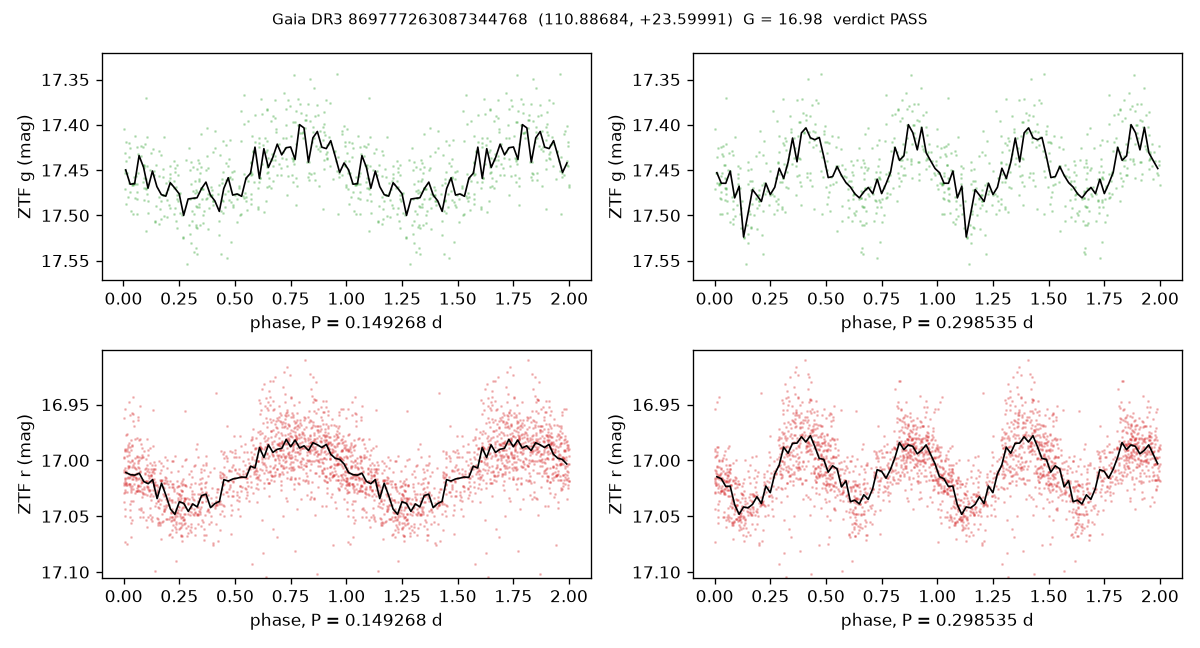 Gaia DR3 869777263087344768 (110.88684, +23.59991) G = 16.98 verdict PASS
ZTF g (mag)
17.35
17.40
17.45
17.50
17.55
0.00 0.25 0.50 0.75 1.00 1.25 1.50 1.75 2.00
phase, P = 0.149268 d
ZTF g (mag)
17.35
17.40
17.45
17.50
17.55
0.00 0.25 0.50 0.75 1.00 1.25 1.50 1.75 2.00
phase, P = 0.298535 d
ZTF r (mag)
16.95
17.00
17.05
17.10
0.00 0.25 0.50 0.75 1.00 1.25 1.50 1.75 2.00
phase, P = 0.149268 d
ZTF r (mag)
16.95
17.00
17.05
17.10
0.00 0.25 0.50 0.75 1.00 1.25 1.50 1.75 2.00
phase, P = 0.298535 d